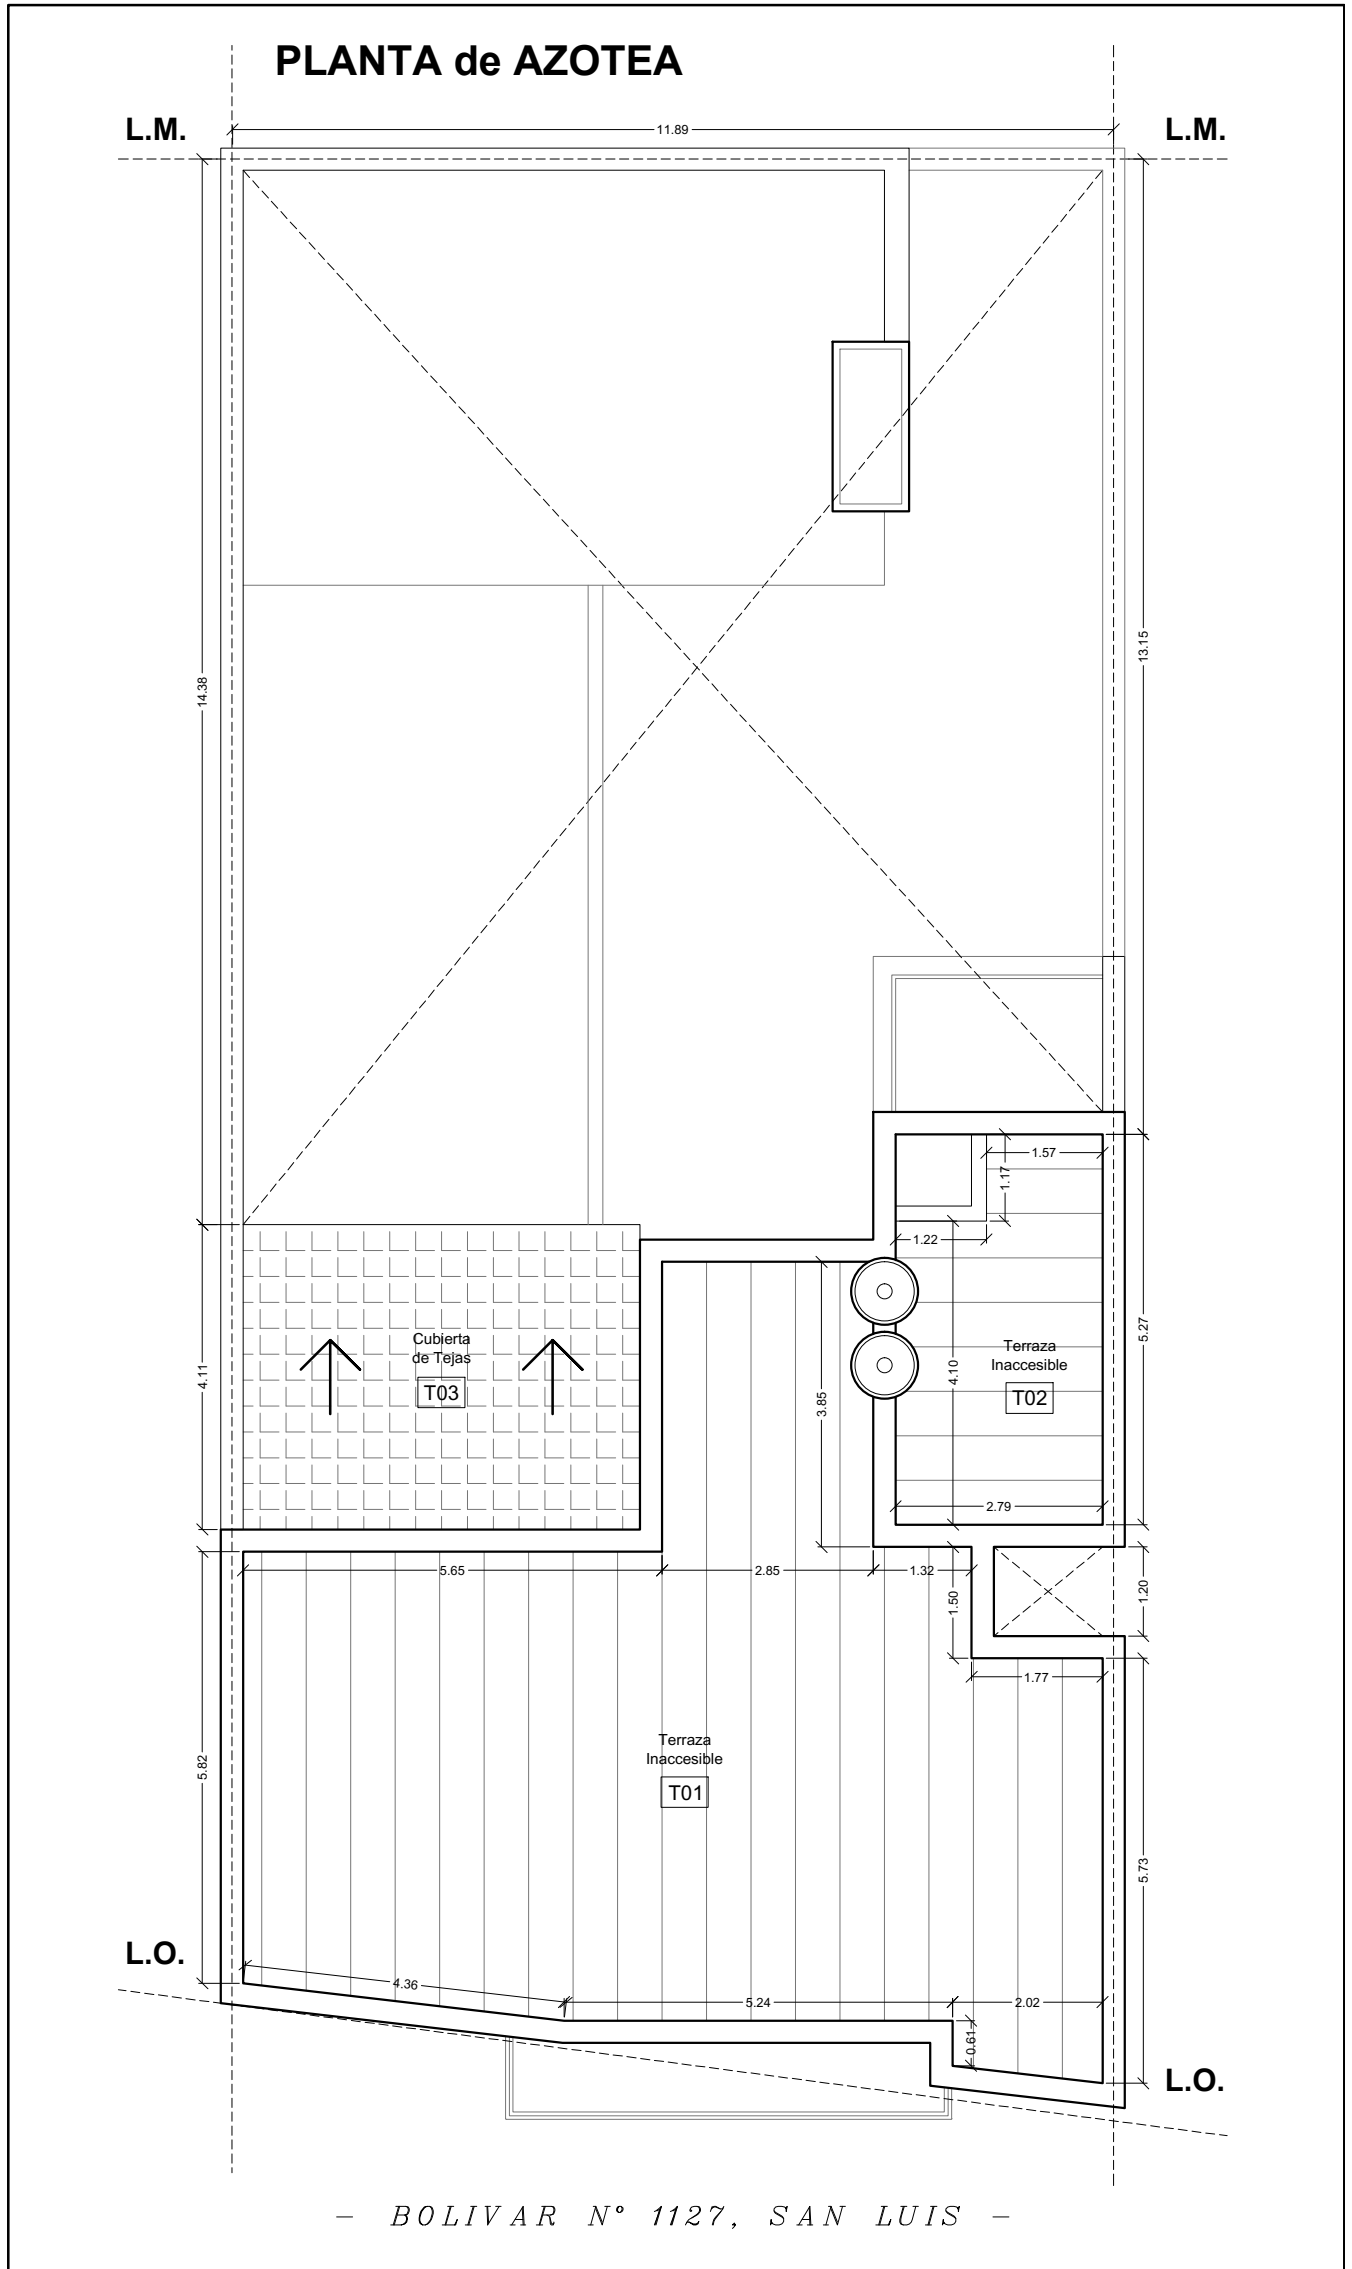 PLANTA de AZOTEA
L.M.
11.89
L.M.
14.38
13.15
1.57
1.17
1.22
4.11
Cubierta
de Tejas
T03
3.85
4.10
Terraza
Inaccesible
T02
5.27
2.79
5.65
2.85
1.32
1.50
1.20
1.77
5.82
Terraza
Inaccesible
T01
5.73
L.O.
4.36
5.24
2.02
0.61
L.O.
- BOLIVAR N° 1127, SAN LUIS -